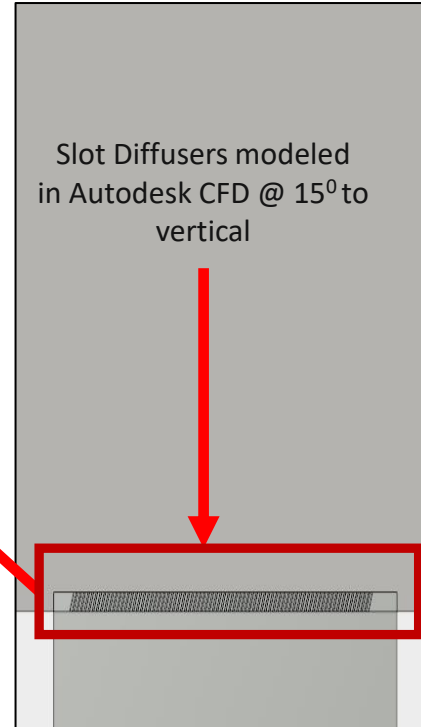 Slot Diffusers modeled
in Autodesk CFD @ 15⁰ to
vertical